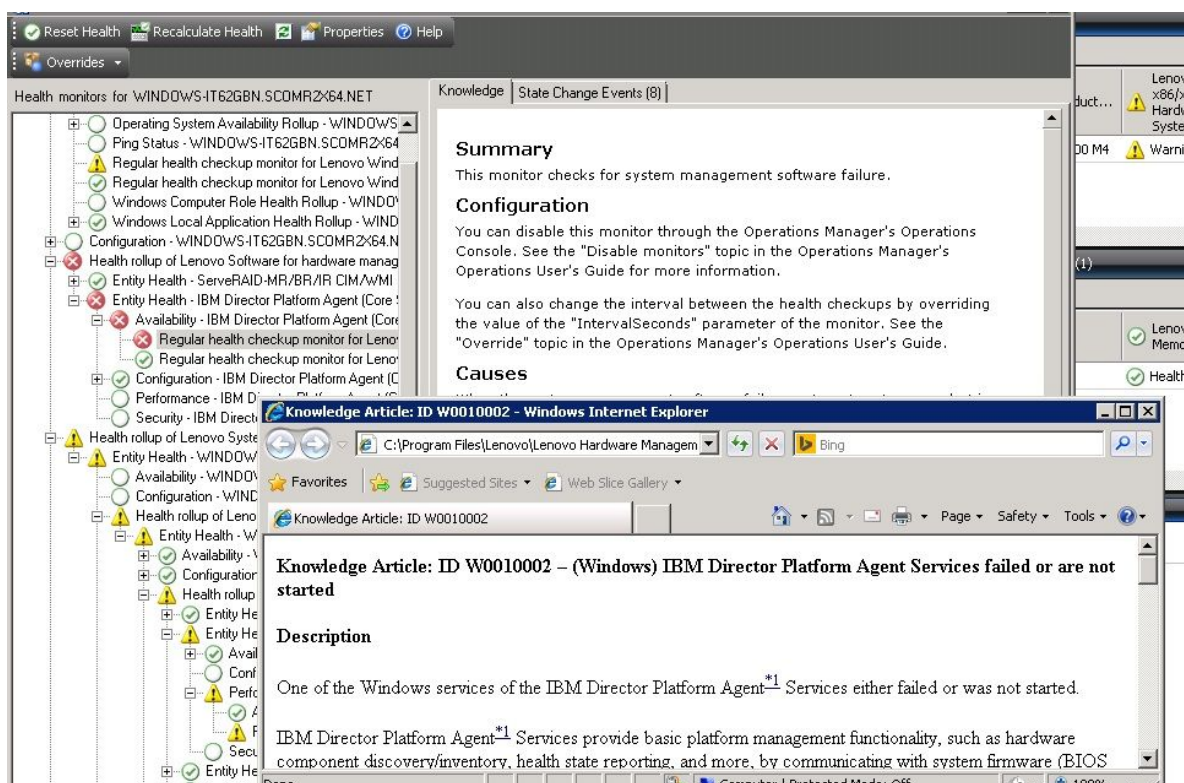 Reset Health Recalculate Health Properties Help
Overrides
Health monitors for WINDOWS-IT62GBN.SCOMR2X64.NET
Operating System Availability Rollup - WINDOWS
Ping Status - WINDOWS-IT62GBN.SCOMR2X64
Regular health checkup monitor for Lenovo Wind
Regular health checkup monitor for Lenovo Wind
Windows Computer Role Health Rollup - WINDO
Windows Local Application Health Rollup - WIND
Configuration - WINDOWS-IT62GBN.SCOMR2X64.N
Health rollup of Lenovo Software for hardware manag
Entity Health - ServeRAID-MR/BR/IR CIM/WMI
Entity Health - IBM Director Platform Agent (Core
Availability - IBM Director Platform Agent (Core
Regular health checkup monitor for Leno
Regular health checkup monitor for Leno
Configuration - IBM Director Platform Agent (C
Performance - IBM
Security - IBM Direct
Health rollup of Lenovo Syste
Entity Health - WINDOW
Availability - WINDO
Configuration - WIND
Health rollup of Leno
Entity Health - W
Availability -
Configuration
Health rollup
Entity He
Entity He
Avail
Conf
Perfo
Secu
Entity He
Knowledge State Change Events (8)
Summary
This monitor checks for system management software failure.
Configuration
You can disable this monitor through the Operations Manager's Operations
Console. See the "Disable monitors" topic in the Operations Manager's
Operations User's Guide for more information.
You can also change the interval between the health checkups by overriding
the value of the "IntervalSeconds" parameter of the monitor. See the
"Override" topic in the Operations Manager's Operations User's Guide.
Causes
duct...
Lenov
x86/x
Hardw
Syste
00 M4
Warni
(1)
Lenov
Memo
Health
Knowledge Article: ID W0010002 - Windows Internet Explorer
C:\Program Files\Lenovo\Lenovo Hardware Managem
Bing
Favorites Suggested Sites Web Slice Gallery
Knowledge Article: ID W0010002
Page Safety Tools
Knowledge Article: ID W0010002 – (Windows) IBM Director Platform Agent Services failed or are not
started
Description
One of the Windows services of the IBM Director Platform Agent*1 Services either failed or was not started.
IBM Director Platform Agent*1 Services provide basic platform management functionality, such as hardware
component discovery/inventory, health state reporting, and more, by communicating with system firmware (BIOS